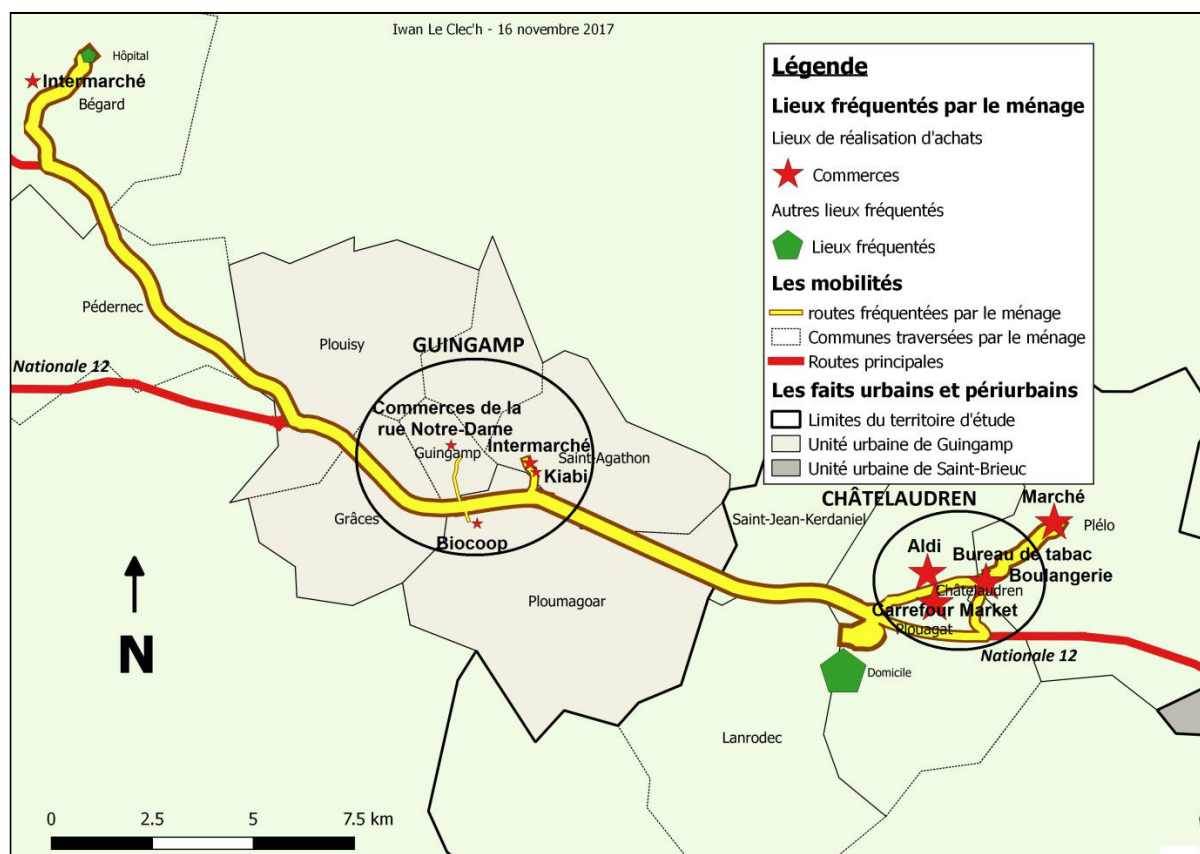 Iwan Le Clec'h - 16 novembre 2017
Hôpital
Intermarché
Bégard
Pédernec
Nationale 12
Plouisy
GUINGAMP
Commerces de la
rue Notre-Dame
Guingamp
Intermarché
Kiabi
Saint-Agathon
Grâces
Biocoop
Ploumagoar
Légende
Lieux fréquentés par le ménage
Lieux de réalisation d'achats
Commerces
Autres lieux fréquentés
Lieux fréquentés
Les mobilités
routes fréquentées par le ménage
Communes traversées par le ménage
Routes principales
Les faits urbains et périurbains
Limites du territoire d'étude
Unité urbaine de Guingamp
Unité urbaine de Saint-Brieuc
CHÂTELAUDREN
Marché
Saint-Jean-Kerdaniel
Plélo
Aldi
Bureau de tabac
Boulangerie
Châtelaudren
Carrefour Market
Plouagat
Nationale 12
Domicile
Lanrodec
N
0 2.5 5 7.5 km